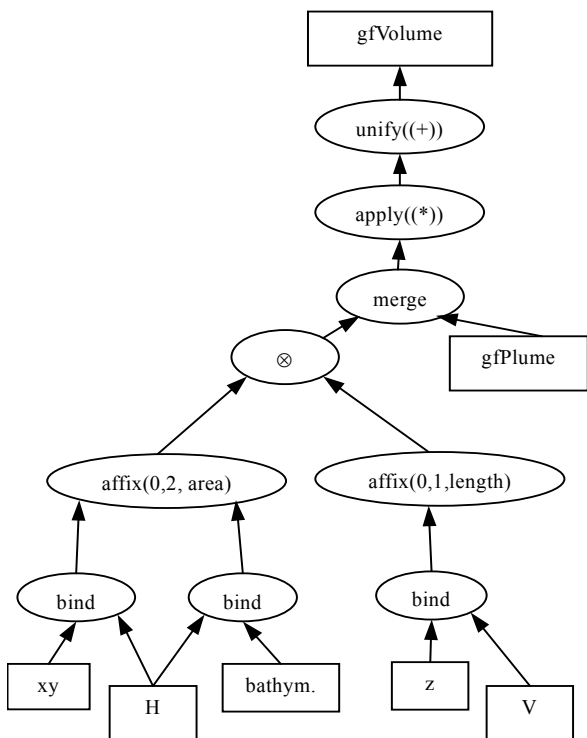 gfVolume
unify((+))
apply((*))
merge
⊗
gfPlume
affix(0,2, area)
affix(0,1,length)
bind
bind
bind
xy
H
bathym.
z
V